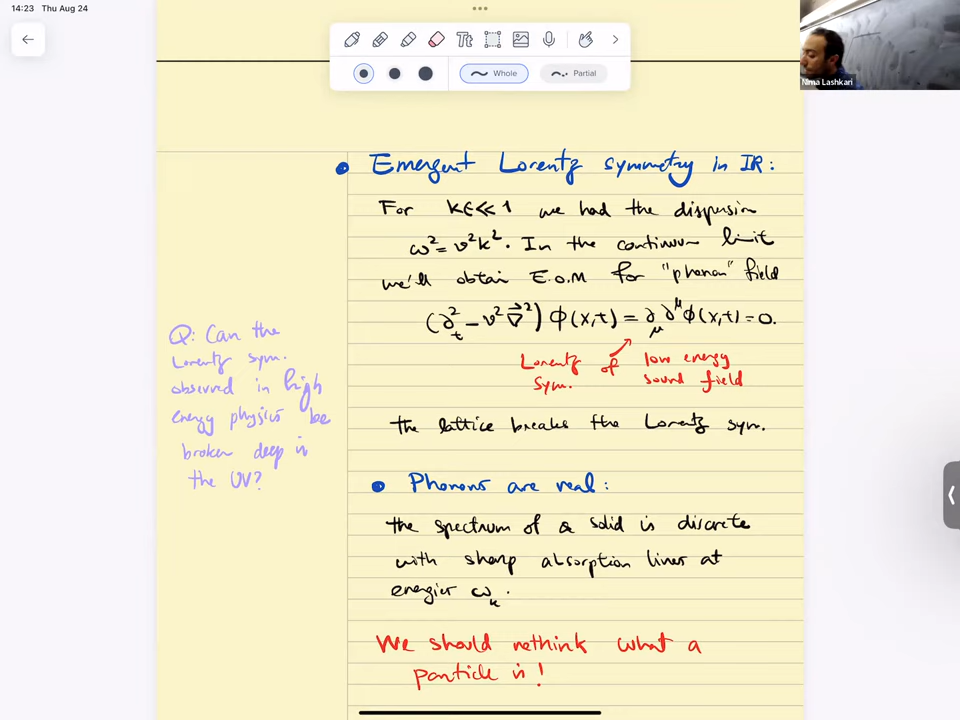 14:23 Thu Aug 24
Tt
Whole
Partial
Nima Lashkari
• Emergent Lorentz symmetry in IR:
For kε≪1 we had the dispersion
ω²=v²k². In the continuum limit
we'll obtain E.O.M for "phonon" field
(∂ₜ² - v²∇⃗²) ϕ(x,t) = ∂_μ ∂^μ ϕ(x,t) = 0.
Lorentz of low energy
Sym. sound field
the lattice breaks the Lorentz sym.
Q: Can the
Lorentz sym.
observed in high
energy physics be
broken deep in
the UV?
• Phonons are real:
the spectrum of a solid is discrete
with sharp absorption lines at
energies ωₖ.
We should rethink what a
particle is!